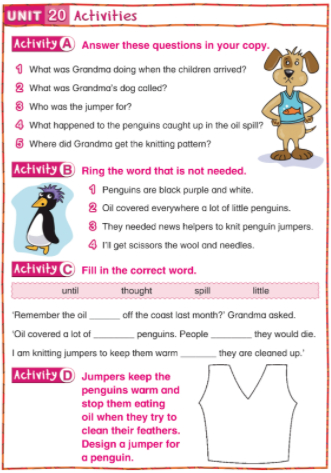 UNIT 20 Activities
Activity A Answer these questions in your copy.
1 What was Grandma doing when the children arrived?
2 What was Grandma's dog called?
3 Who was the jumper for?
4 What happened to the penguins caught up in the oil spill?
5 Where did Grandma get the knitting pattern?
Activity B Ring the word that is not needed.
1 Penguins are black purple and white.
2 Oil covered everywhere a lot of little penguins.
3 They needed news helpers to knit penguin jumpers.
4 I'll get scissors the wool and needles.
Activity C Fill in the correct word.
until thought spill little
'Remember the oil ______ off the coast last month?' Grandma asked.
'Oil covered a lot of ________ penguins. People ________ they would die.
I am knitting jumpers to keep them warm _______ they are cleaned up.'
Activity D Jumpers keep the
penguins warm and
stop them eating
oil when they try to
clean their feathers.
Design a jumper for
a penguin.